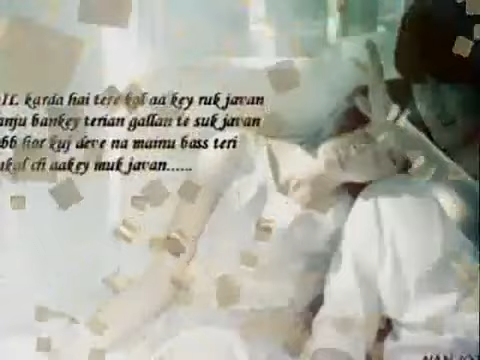 karda hai tere kol aa key ruk javan
bankey terian gallan te suk javan
hor kuj deve na mainu bass teri
aakey muk javan......